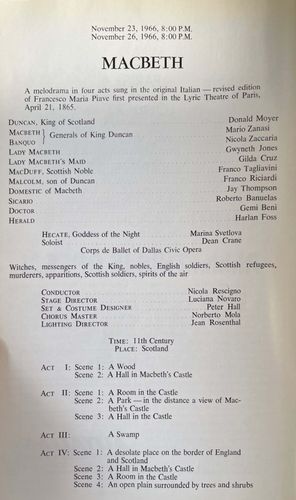 November 23, 1966, 8:00 P.M.
November 26, 1966, 8:00 P.M.
MACBETH
A melodrama in four acts sung in the original Italian — revised edition
of Francesco Maria Piave first presented in the Lyric Theatre of Paris,
April 21, 1865.
DUNCAN, King of Scotland Donald Moyer
MACBETH } Generals of King Duncan Mario Zanasi
BANQUO Nicola Zaccaria
LADY MACBETH Gwyneth Jones
LADY MACBETH'S MAID Gilda Cruz
MACDUFF, Scottish Noble Franco Tagliavini
MALCOLM, son of Duncan Franco Ricciardi
DOMESTIC of Macbeth Jay Thompson
SICARIO Roberto Banuelas
DOCTOR Gemi Beni
HERALD Harlan Foss
HECATE, Goddess of the Night Marina Svetlova
Soloist Dean Crane
Corps de Ballet of Dallas Civic Opera
Witches, messengers of the King, nobles, English soldiers, Scottish refugees,
murderers, apparitions, Scottish soldiers, spirits of the air
CONDUCTOR Nicola Rescigno
STAGE DIRECTOR Luciana Novaro
SET & COSTUME DESIGNER Peter Hall
CHORUS MASTER Norberto Mola
LIGHTING DIRECTOR Jean Rosenthal
TIME: 11th Century
PLACE: Scotland
ACT I: Scene 1: A Wood
Scene 2: A Hall in Macbeth's Castle
ACT II: Scene 1: A Room in the Castle
Scene 2: A Park — in the distance a view of Mac-
beth's Castle
Scene 3: A Hall in the Castle
ACT III: A Swamp
ACT IV: Scene 1: A desolate place on the border of England
and Scotland
Scene 2: A Hall in Macbeth's Castle
Scene 3: A Room in the Castle
Scene 4: An open plain surrounded by trees and shrubs